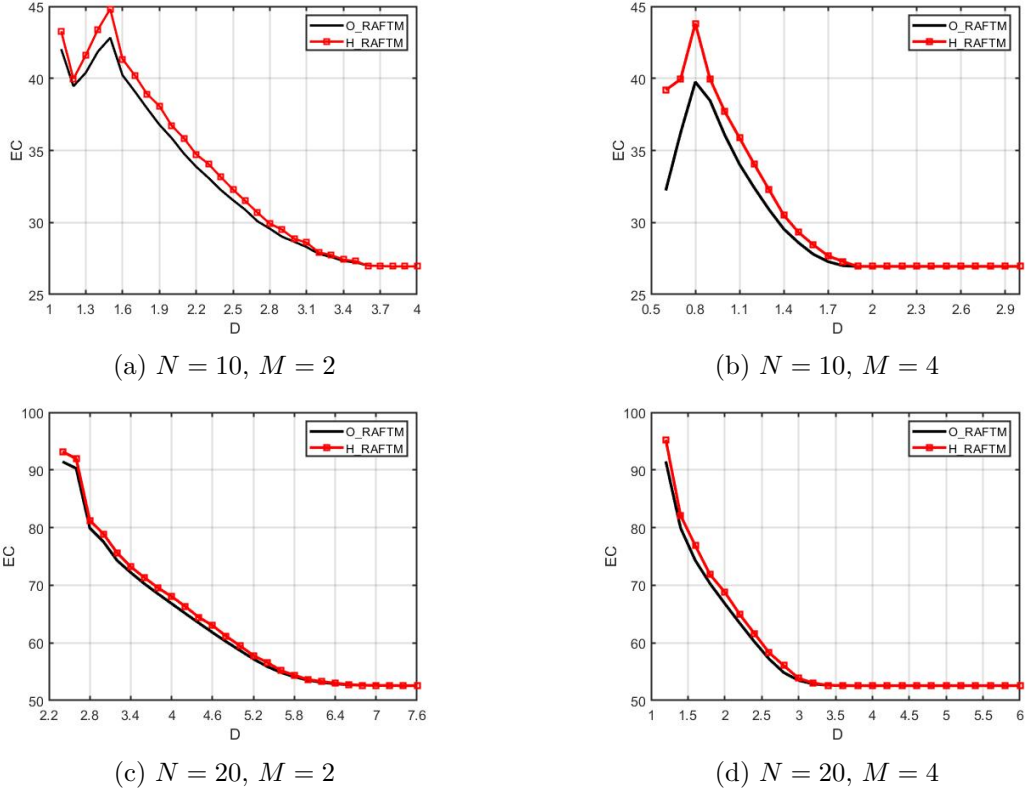 45
40
35
30
25
EC
O_RAFTM
H_RAFTM
1 1.3 1.6 1.9 2.2 2.5 2.8 3.1 3.4 3.7 4
D
(a) N = 10, M = 2
45
40
35
30
25
EC
O_RAFTM
H_RAFTM
0.5 0.8 1.1 1.4 1.7 2 2.3 2.6 2.9
D
(b) N = 10, M = 4
100
90
80
70
60
50
EC
O_RAFTM
H_RAFTM
2.2 2.8 3.4 4 4.6 5.2 5.8 6.4 7 7.6
D
(c) N = 20, M = 2
100
90
80
70
60
50
EC
O_RAFTM
H_RAFTM
1 1.5 2 2.5 3 3.5 4 4.5 5 5.5 6
D
(d) N = 20, M = 4